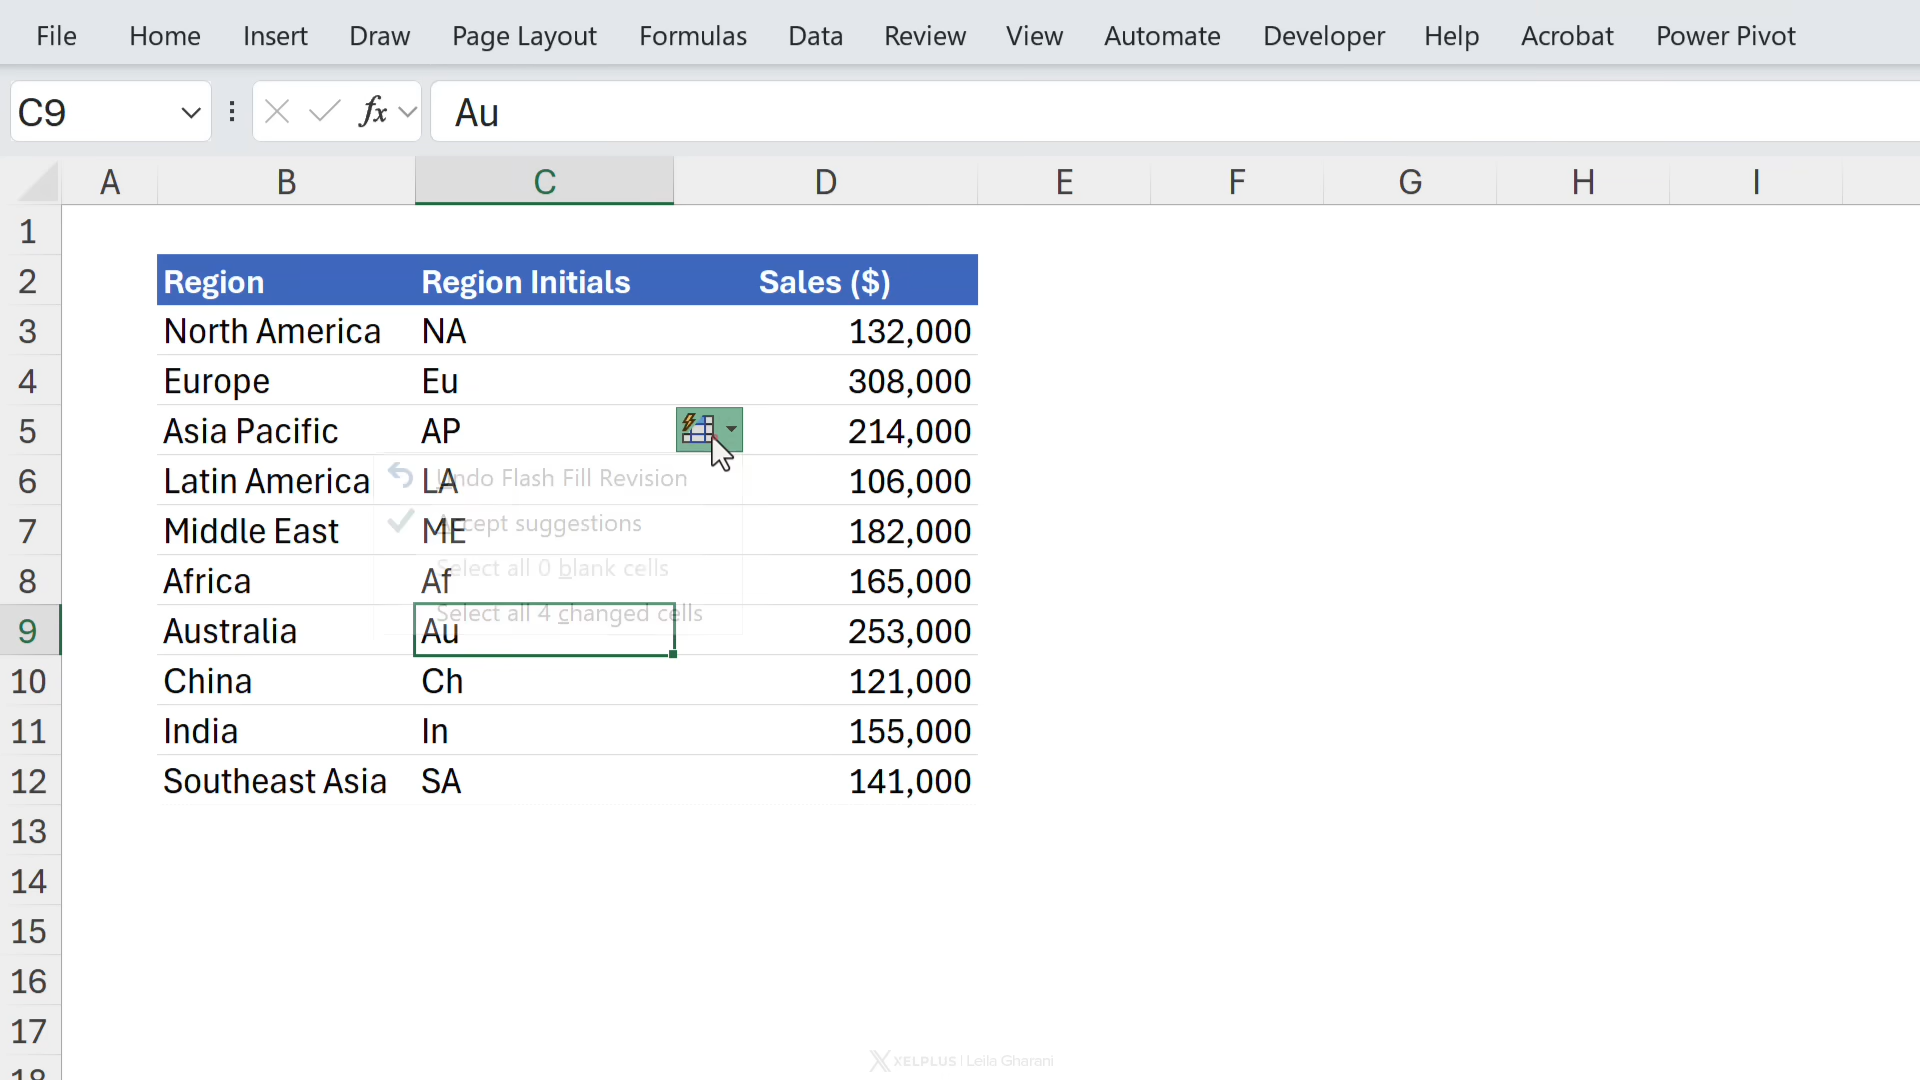 File Home Insert Draw Page Layout Formulas Data Review View Automate Developer Help Acrobat Power Pivot
C9 fx Au
A B C D E F G H I
1
2 Region Region Initials Sales ($)
3 North America NA 132,000
4 Europe Eu 308,000
5 Asia Pacific AP 214,000
6 Latin America LA 106,000
Undo Flash Fill Revision
7 Middle East ME 182,000
Accept suggestions
8 Africa Af 165,000
Select all 0 blank cells
9 Australia Au 253,000
Select all 4 changed cells
10 China Ch 121,000
11 India In 155,000
12 Southeast Asia SA 141,000
13
14
15
16
17
18
XELPLUS | Leila Gharani